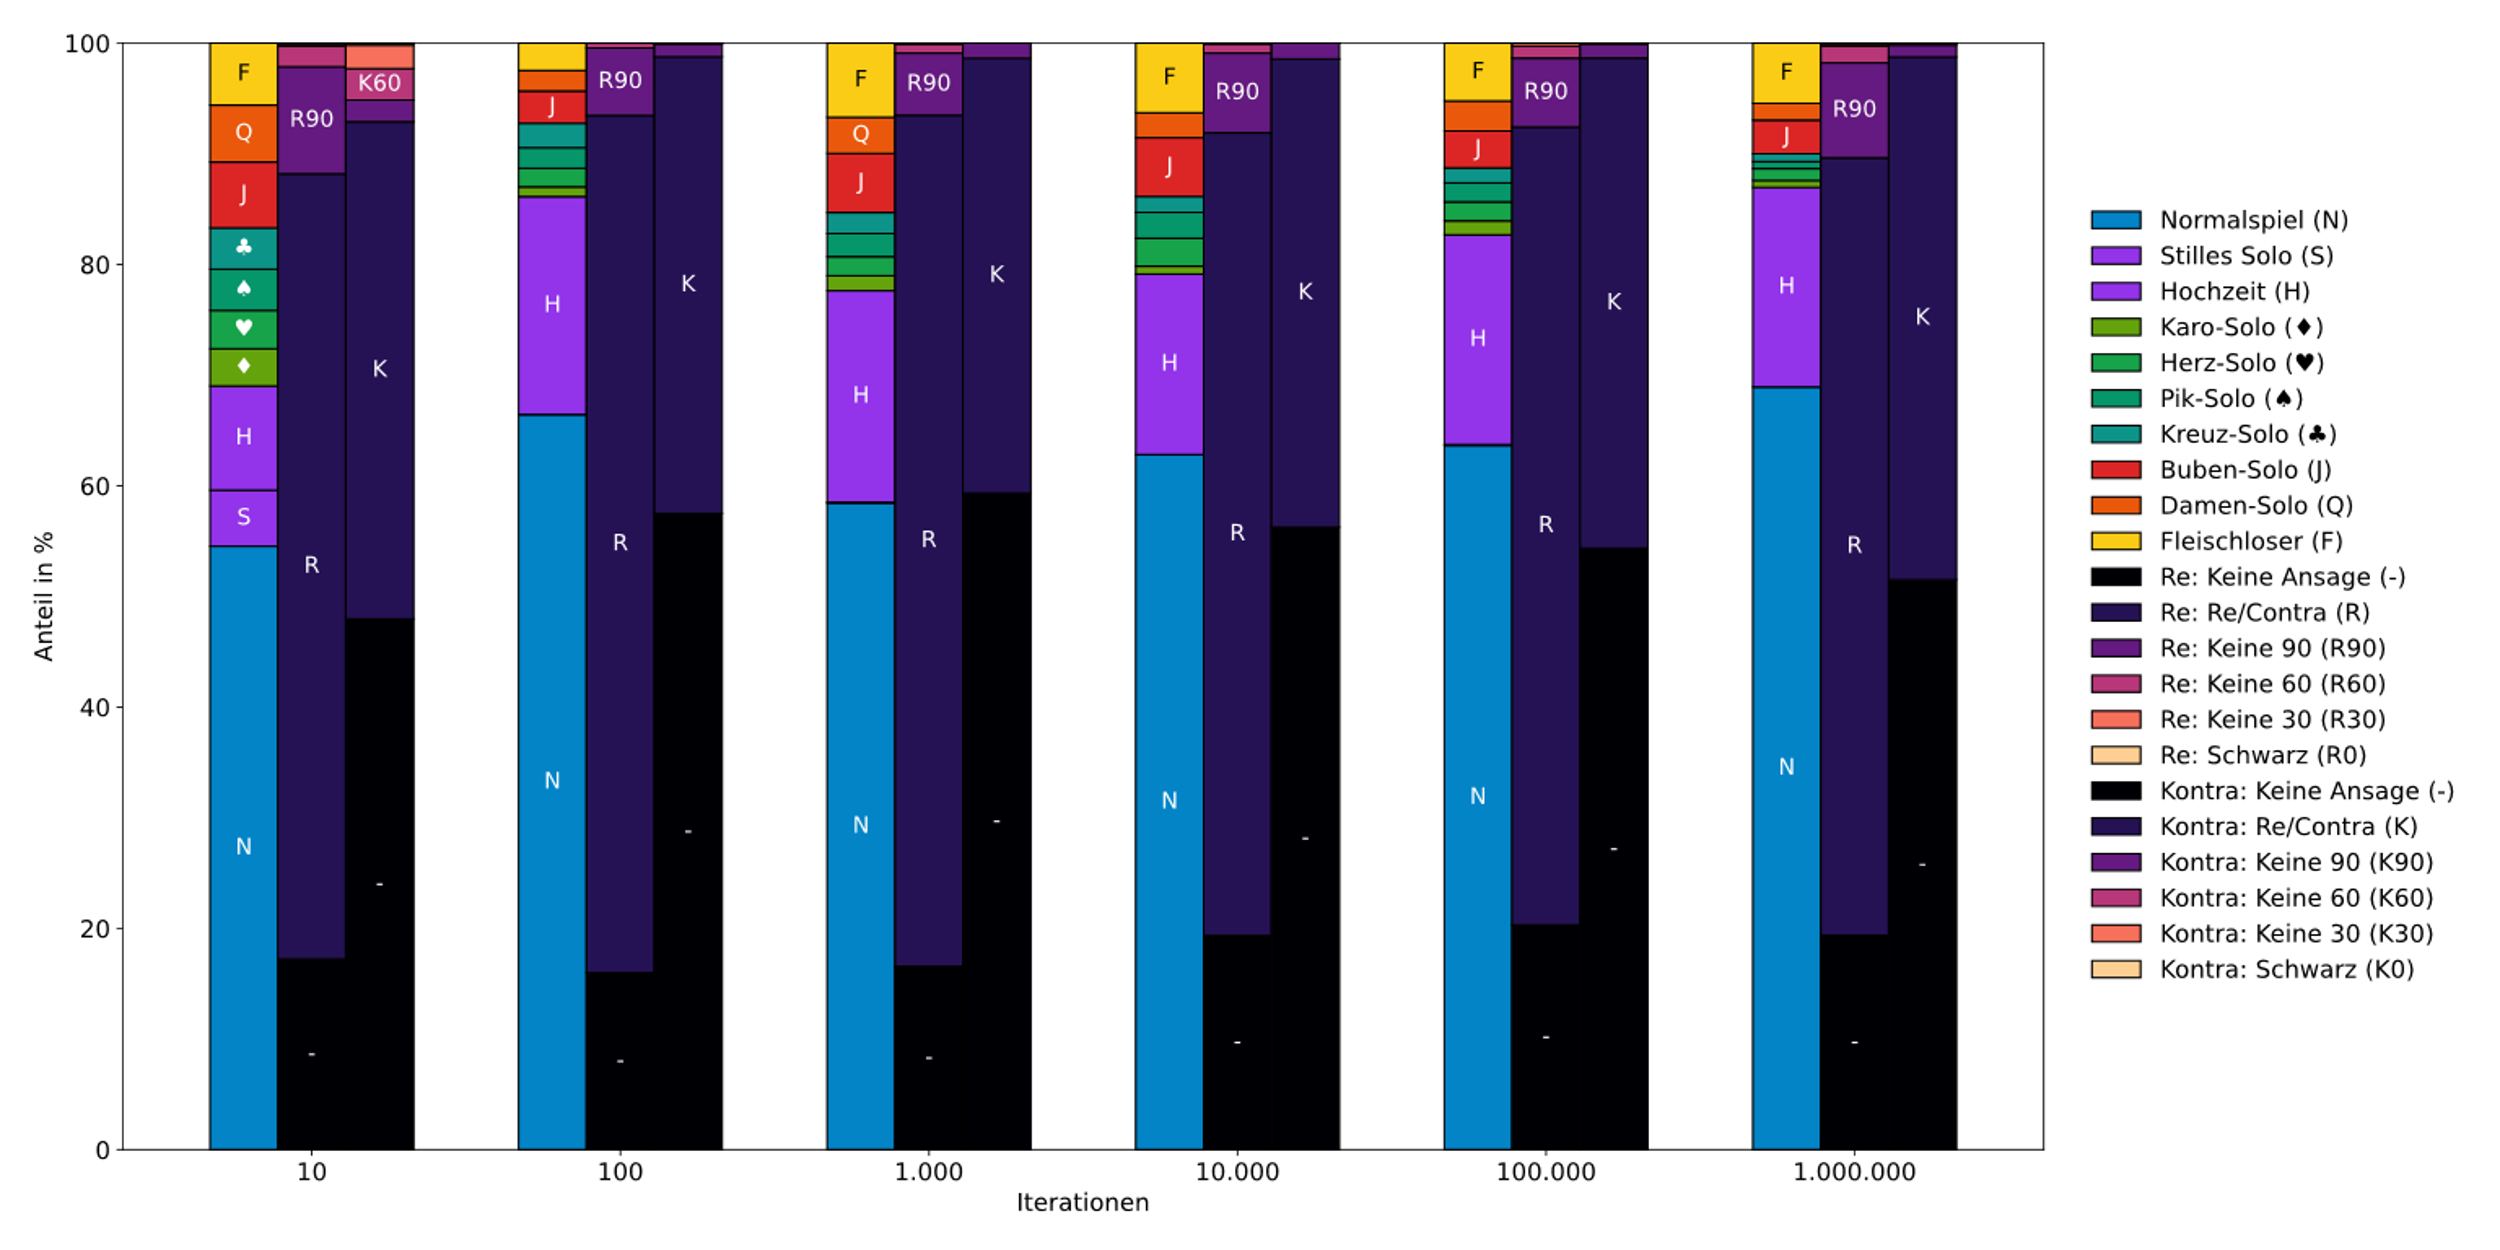 100
80
60
40
20
0
Anteil in %
F
Q
J
♣
♠
♥
♦
H
S
N
R90
R
-
K60
K
-
J
H
N
R90
R
-
K
-
F
Q
J
H
N
R90
R
-
K
-
F
J
H
N
R90
R
-
K
-
F
J
H
N
R90
R
-
K
-
F
J
H
N
R90
R
-
K
-
10 100 1.000 10.000 100.000 1.000.000
Iterationen
Normalspiel (N)
Stilles Solo (S)
Hochzeit (H)
Karo-Solo (♦)
Herz-Solo (♥)
Pik-Solo (♠)
Kreuz-Solo (♣)
Buben-Solo (J)
Damen-Solo (Q)
Fleischloser (F)
Re: Keine Ansage (-)
Re: Re/Contra (R)
Re: Keine 90 (R90)
Re: Keine 60 (R60)
Re: Keine 30 (R30)
Re: Schwarz (R0)
Kontra: Keine Ansage (-)
Kontra: Re/Contra (K)
Kontra: Keine 90 (K90)
Kontra: Keine 60 (K60)
Kontra: Keine 30 (K30)
Kontra: Schwarz (K0)